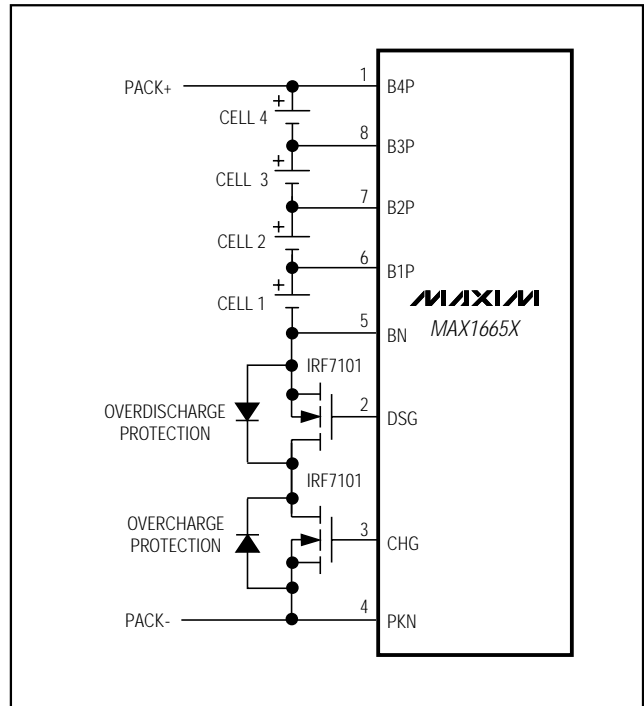 1
PACK+
B4P
CELL 4
+
8
B3P
CELL 3
+
7
B2P
CELL 2
+
6
B1P
CELL 1
+
MAXIM
MAX1665X
5
BN
IRF7101
OVERDISCHARGE
PROTECTION
2
DSG
IRF7101
OVERCHARGE
PROTECTION
3
CHG
4
PACK-
PKN